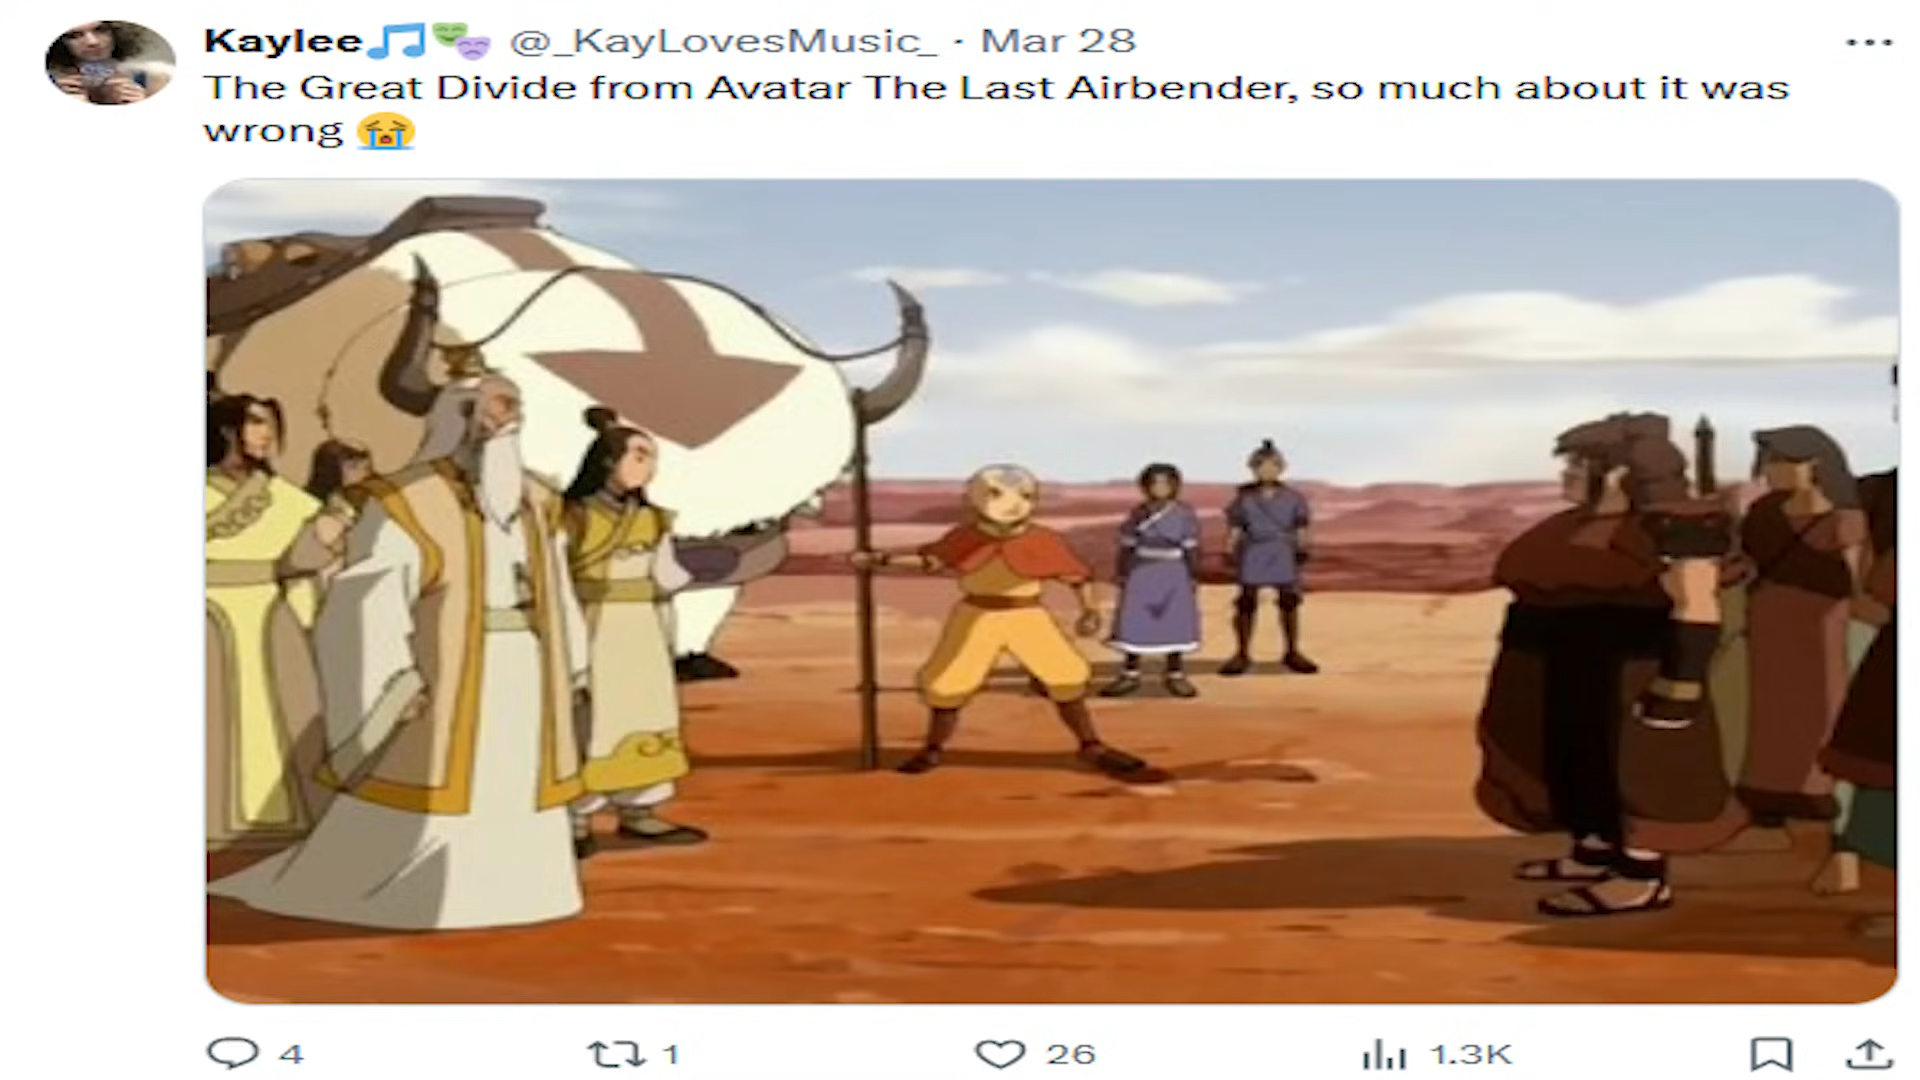 Kaylee🎵🎭 @_KayLovesMusic_ · Mar 28
The Great Divide from Avatar The Last Airbender, so much about it was
wrong 😭
4 1 26 1.3K